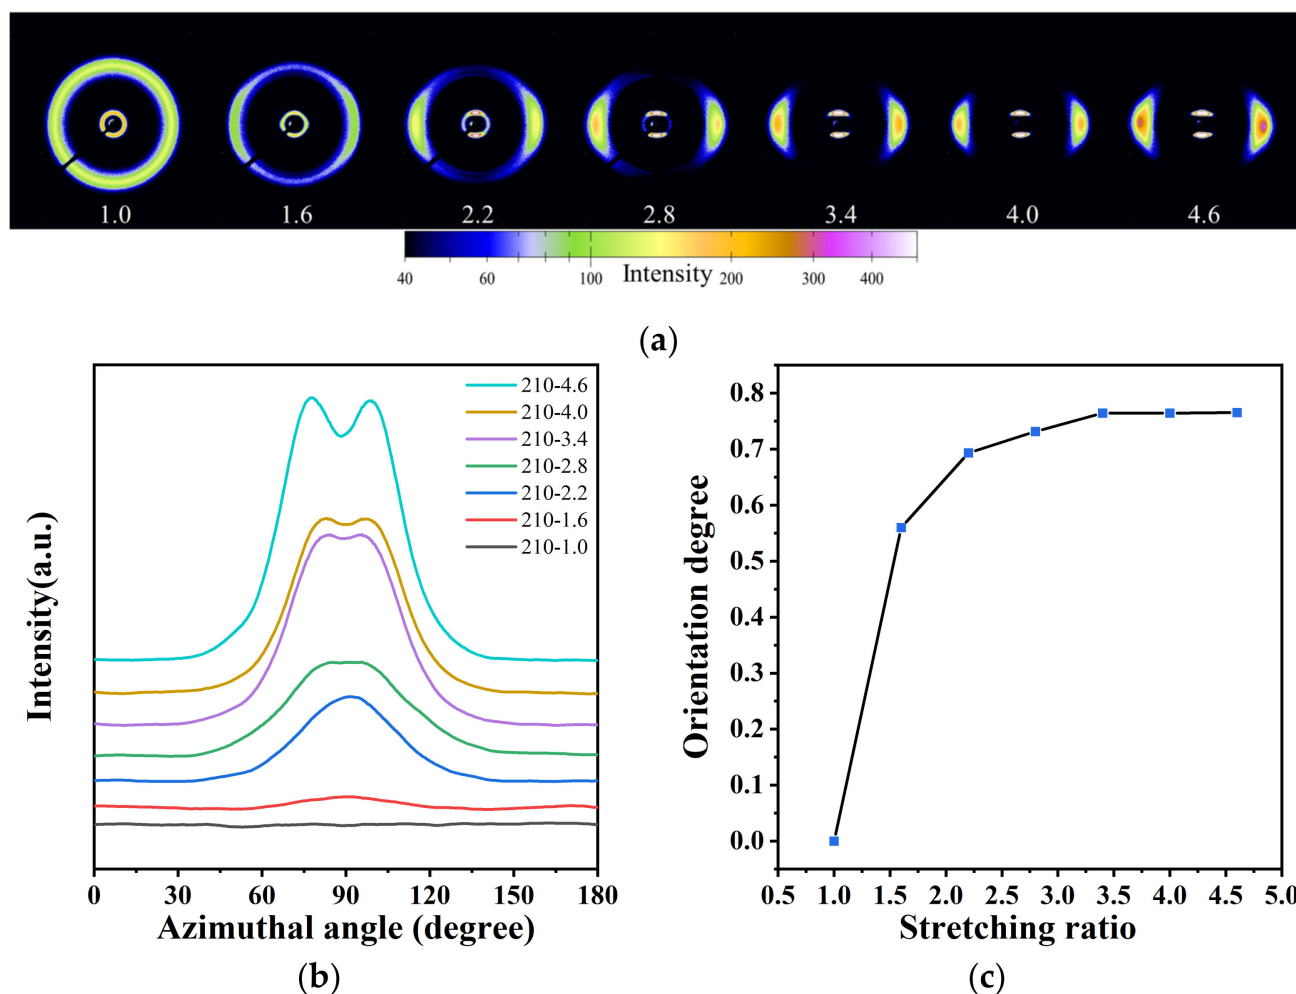 1.0 1.6 2.2 2.8 3.4 4.0 4.6
40 60 100 Intensity 200 300 400
(a)
Intensity(a.u.)
210-4.6
210-4.0
210-3.4
210-2.8
210-2.2
210-1.6
210-1.0
0 30 60 90 120 150 180
Azimuthal angle (degree)
(b)
Orientation degree
0.8
0.7
0.6
0.5
0.4
0.3
0.2
0.1
0.0
0.5 1.0 1.5 2.0 2.5 3.0 3.5 4.0 4.5 5.0
Stretching ratio
(c)